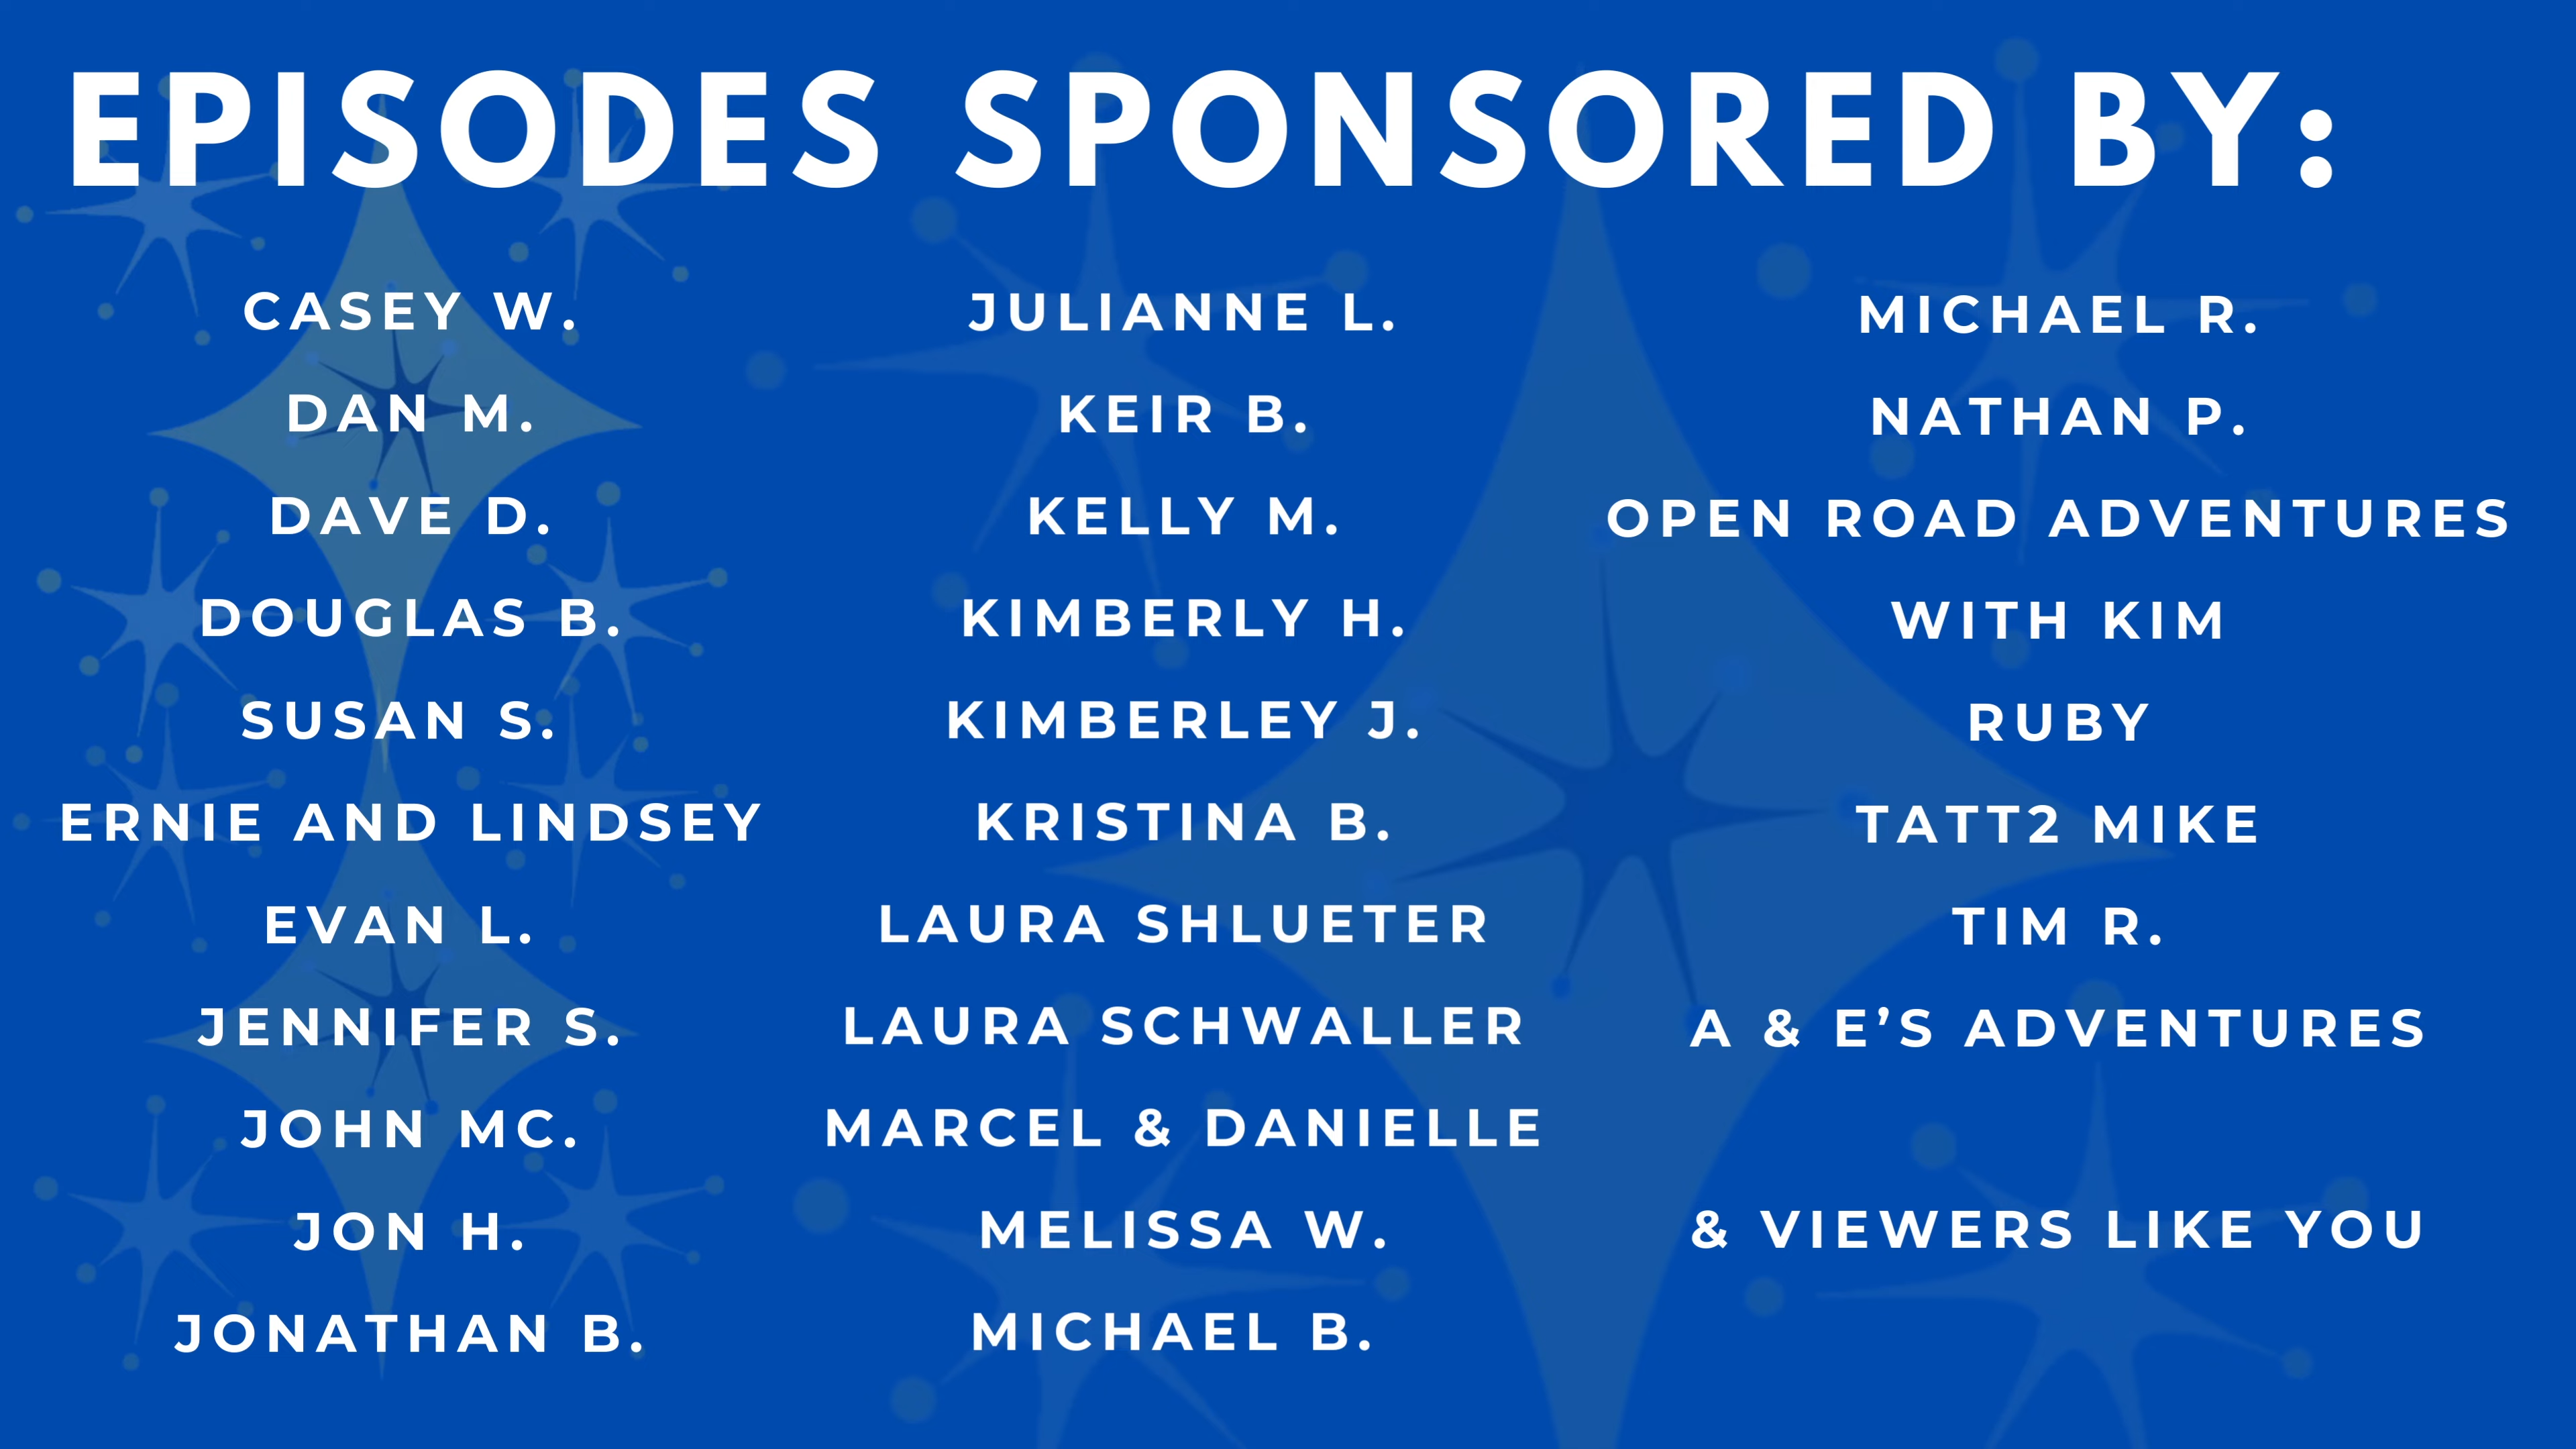 EPISODES SPONSORED BY:
CASEY W.
DAN M.
DAVE D.
DOUGLAS B.
SUSAN S.
ERNIE AND LINDSEY
EVAN L.
JENNIFER S.
JOHN MC.
JON H.
JONATHAN B.
JULIANNE L.
KEIR B.
KELLY M.
KIMBERLY H.
KIMBERLEY J.
KRISTINA B.
LAURA SHLUETER
LAURA SCHWALLER
MARCEL & DANIELLE
MELISSA W.
MICHAEL B.
MICHAEL R.
NATHAN P.
OPEN ROAD ADVENTURES
WITH KIM
RUBY
TATT2 MIKE
TIM R.
A & E’S ADVENTURES
& VIEWERS LIKE YOU